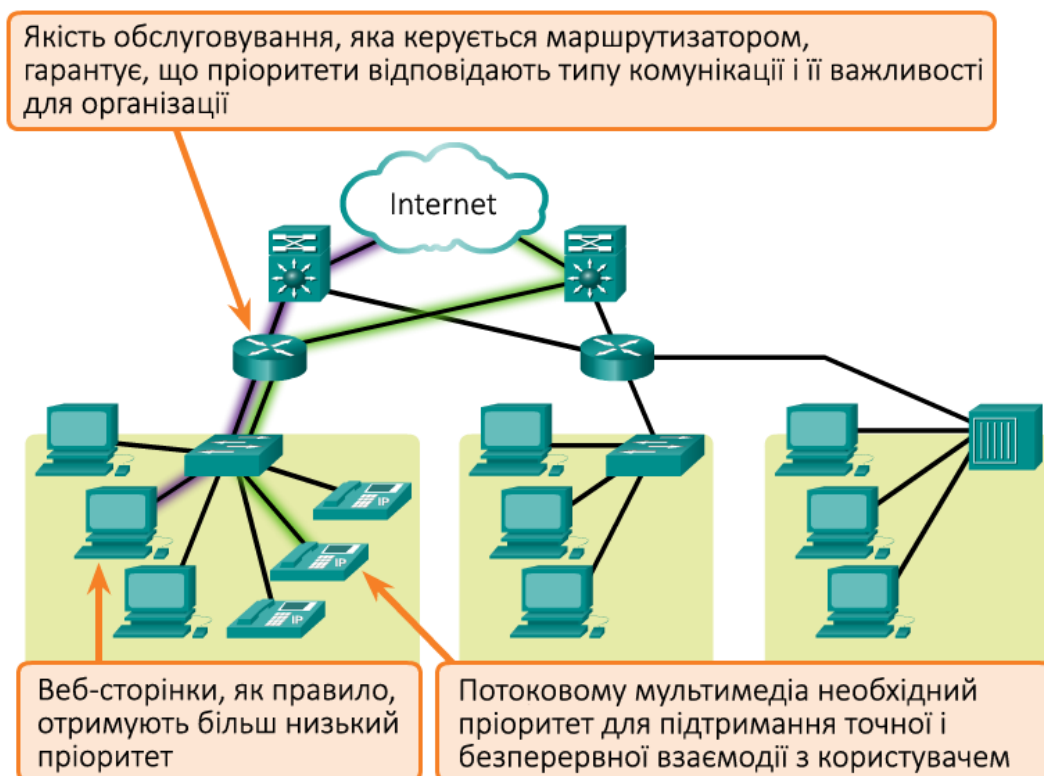 Якість обслуговування, яка керується маршрутизатором,
гарантує, що пріоритети відповідають типу комунікації і її важливості
для організації
Internet
IP
IP
IP
Веб-сторінки, як правило,
отримують більш низький
пріоритет
Потоковому мультимедіа необхідний
пріоритет для підтримання точної і
безперервної взаємодії з користувачем